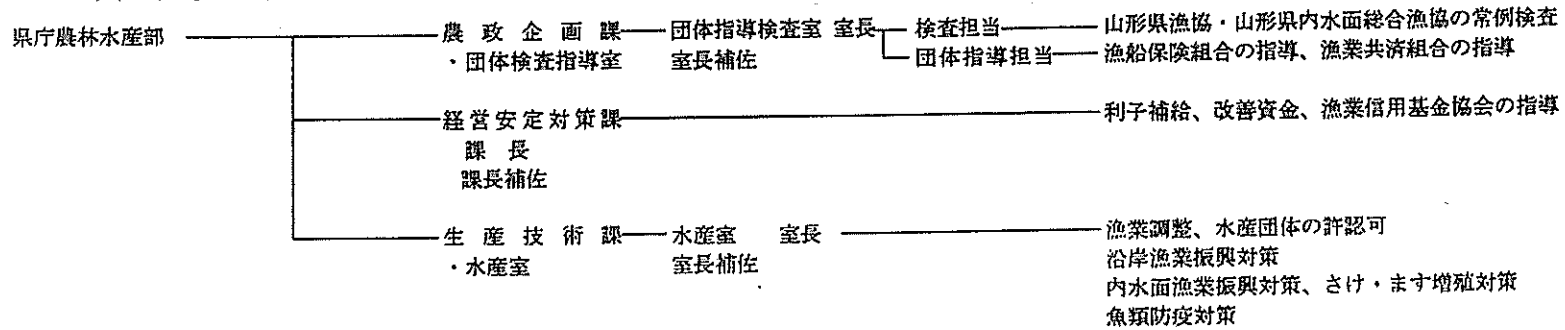 県庁農林水産部 農政企画課 団体指導検査室 室長 検査担当 山形県漁協・山形県内水面総合漁協の常例検査
・団体検査指導室 室長補佐 団体指導担当 漁船保険組合の指導、漁業共済組合の指導
経営安定対策課 利子補給、改善資金、漁業信用基金協会の指導
課長
課長補佐
生産技術課 水産室 室長 漁業調整、水産団体の許認可
・水産室 室長補佐 沿岸漁業振興対策
内水面漁業振興対策、さけ・ます増殖対策
魚類防疫対策